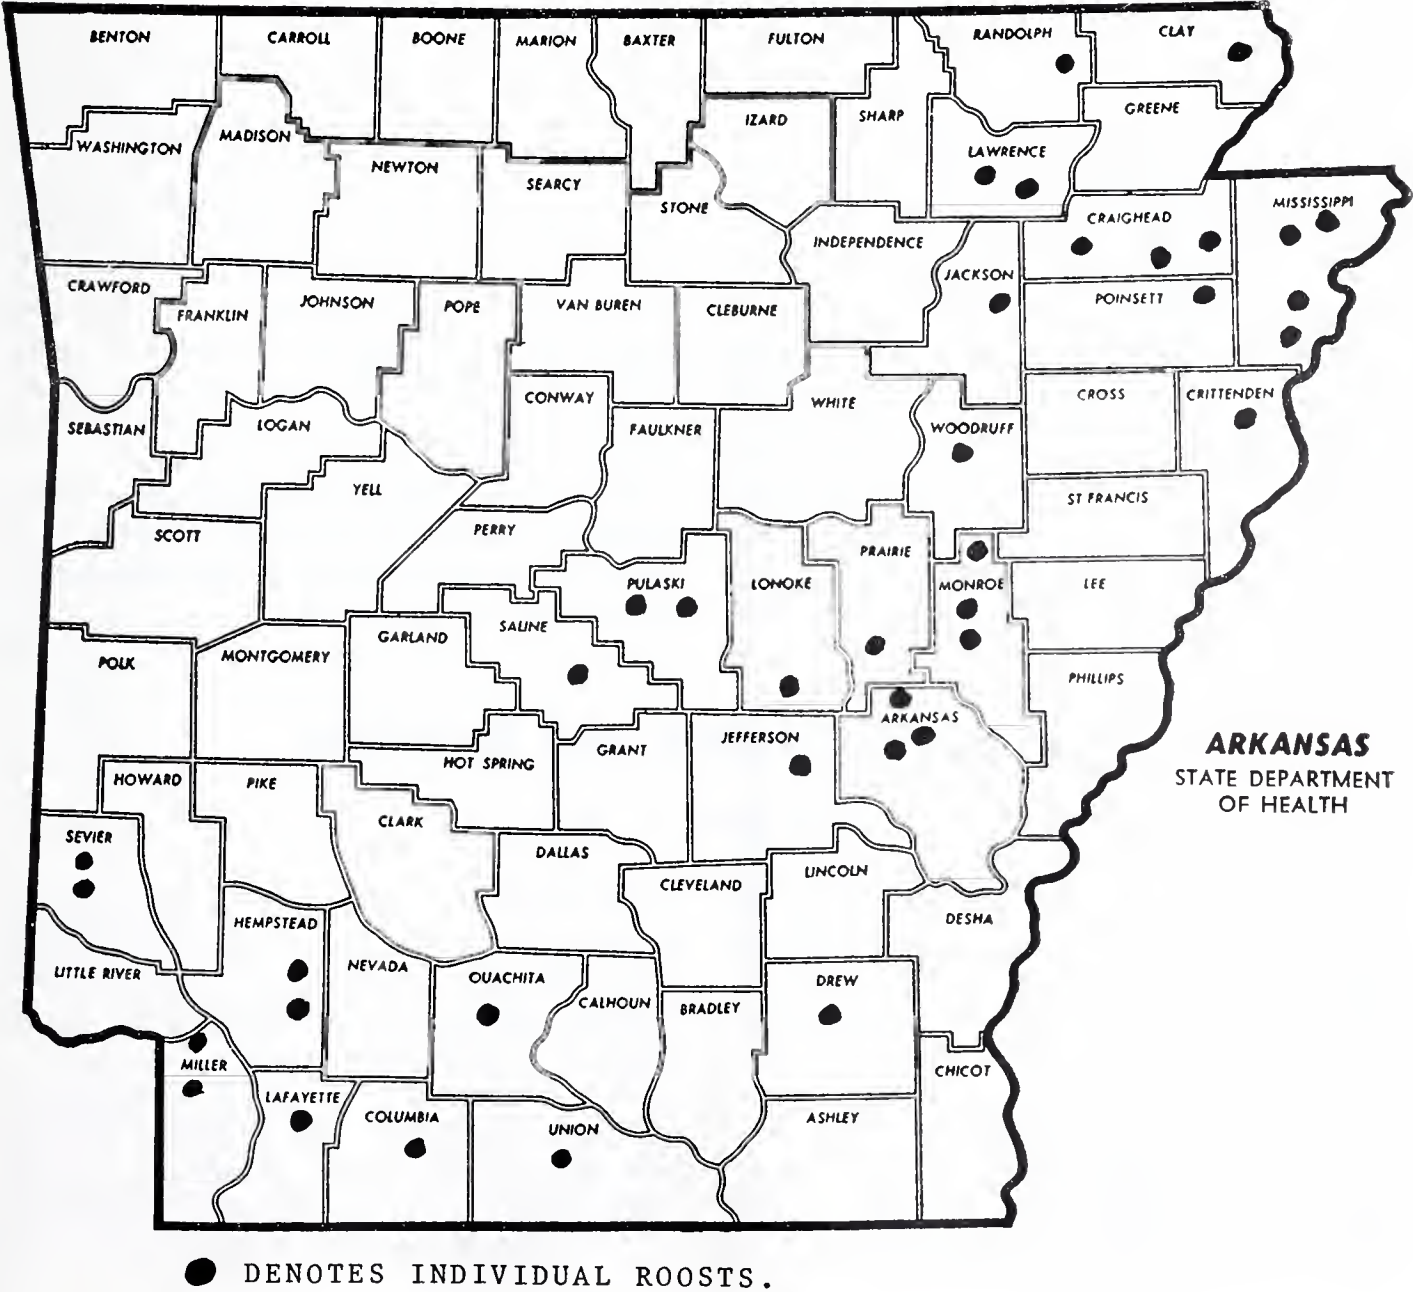 BENTON
CARROLL
BOONE
MARION
BAXTER
FULTON
RANDOLPH
CLAY
WASHINGTON
MADISON
NEWTON
SEARCY
STONE
IZARD
SHARP
LAWRENCE
GREENE
CRAWFORD
FRANKLIN
JOHNSON
POPE
VAN BUREN
CLEBURNE
INDEPENDENCE
JACKSON
CRAIGHEAD
MISSISSIPPI
POINSETT
SEBASTIAN
LOGAN
CONWAY
FAULKNER
WHITE
WOODRUFF
CROSS
CRITTENDEN
YELL
SCOTT
PERRY
PULASKI
LONOKE
PRAIRIE
MONROE
ST FRANCIS
LEE
POLK
MONTGOMERY
GARLAND
SALINE
PHILLIPS
HOWARD
PIKE
HOT SPRING
GRANT
JEFFERSON
ARKANSAS
ARKANSAS
STATE DEPARTMENT
OF HEALTH
SEVIER
CLARK
DALLAS
CLEVELAND
LINCOLN
DESHA
HEMPSTEAD
LITTLE RIVER
NEVADA
OUACHITA
CALHOUN
BRADLEY
DREW
CHICOT
MILLER
LAFAYETTE
COLUMBIA
UNION
ASHLEY
DENOTES INDIVIDUAL ROOSTS.